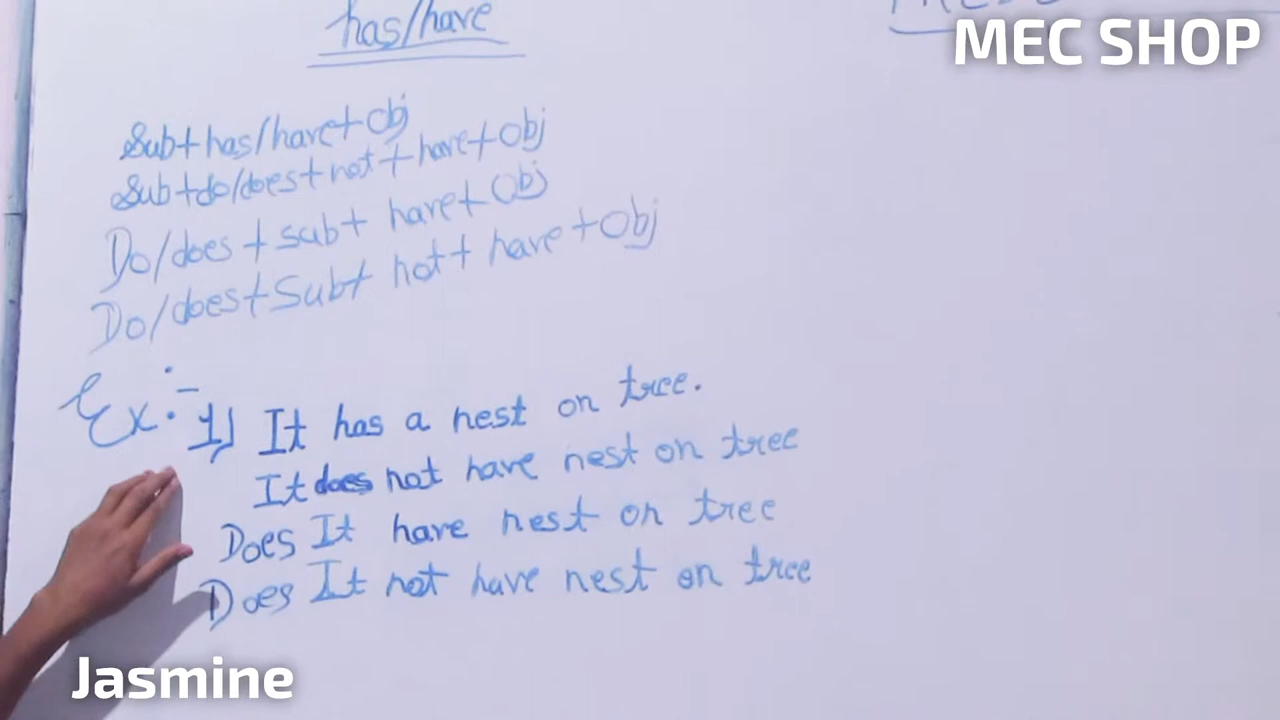 has/have
MEC SHOP
Sub+has/have+Obj
Sub+do/does+not+have+Obj
Do/does+sub+ have+Obj
Do/does+Sub+ not+ have+Obj
Ex:- 1) It has a nest on tree.
It does not have nest on tree
Does It have nest on tree
Does It not have nest on tree
Jasmine